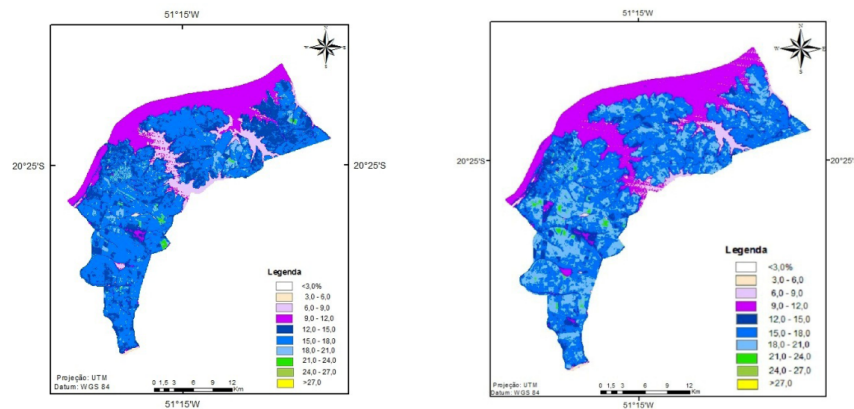 51°15'W
20°25'S
20°25'S
Legenda
<3,0%
3,0 - 6,0
6,0 - 9,0
9,0 - 12,0
12,0 - 15,0
15,0 - 18,0
18,0 - 21,0
21,0 - 24,0
24,0 - 27,0
>27,0
Projeção: UTM
Datum: WGS 84
0 1,5 3 6 9 12
Km
51°15'W
51°15'W
20°25'S
20°25'S
Legenda
<3,0%
3,0 - 6,0
6,0 - 9,0
9,0 - 12,0
12,0 - 15,0
15,0 - 18,0
18,0 - 21,0
21,0 - 24,0
24,0 - 27,0
>27,0
Projeção: UTM
Datum: WGS 84
0 1,5 3 6 9 12
Km
51°15'W